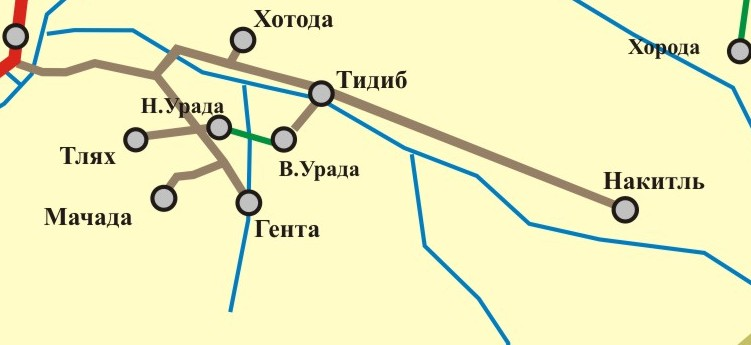 Хотода
Хорода
Тидиб
Н.Урада
Тлях
В.Урада
Накитль
Мачада
Гента